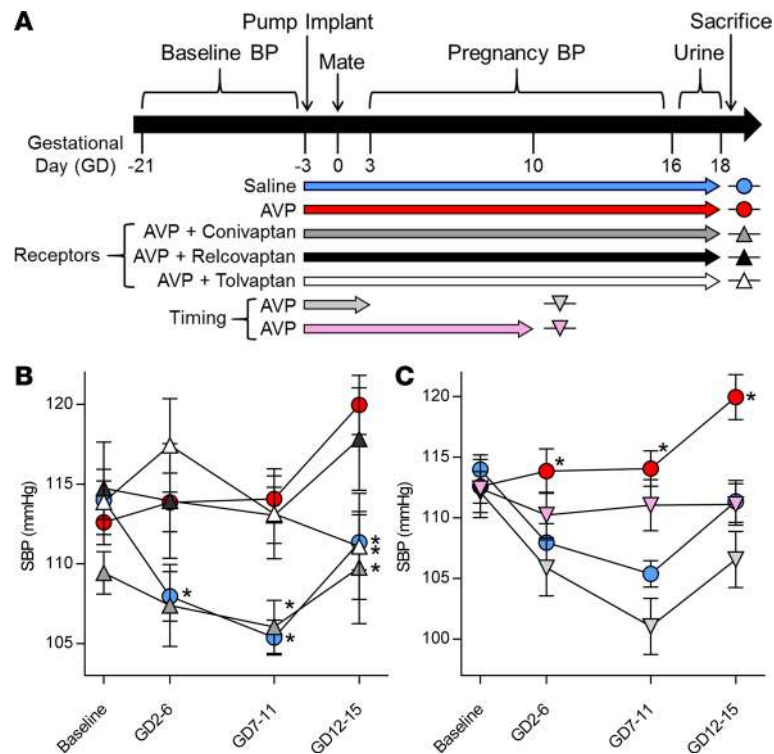 A
Pump Implant
Sacrifice
Baseline BP
Mate
Pregnancy BP
Urine
Gestational
Day (GD)
-21
-3
0
3
10
16
18
Saline
AVP
Receptors
AVP + Conivaptan
AVP + Relcovaptan
AVP + Tolvaptan
Timing
AVP
AVP
B
SBP (mmHg)
120
115
110
105
*
*
*
*
*
*
Baseline
GD2-6
GD7-11
GD12-15
C
SBP (mmHg)
120
115
110
105
100
*
*
*
Baseline
GD2-6
GD7-11
GD12-15